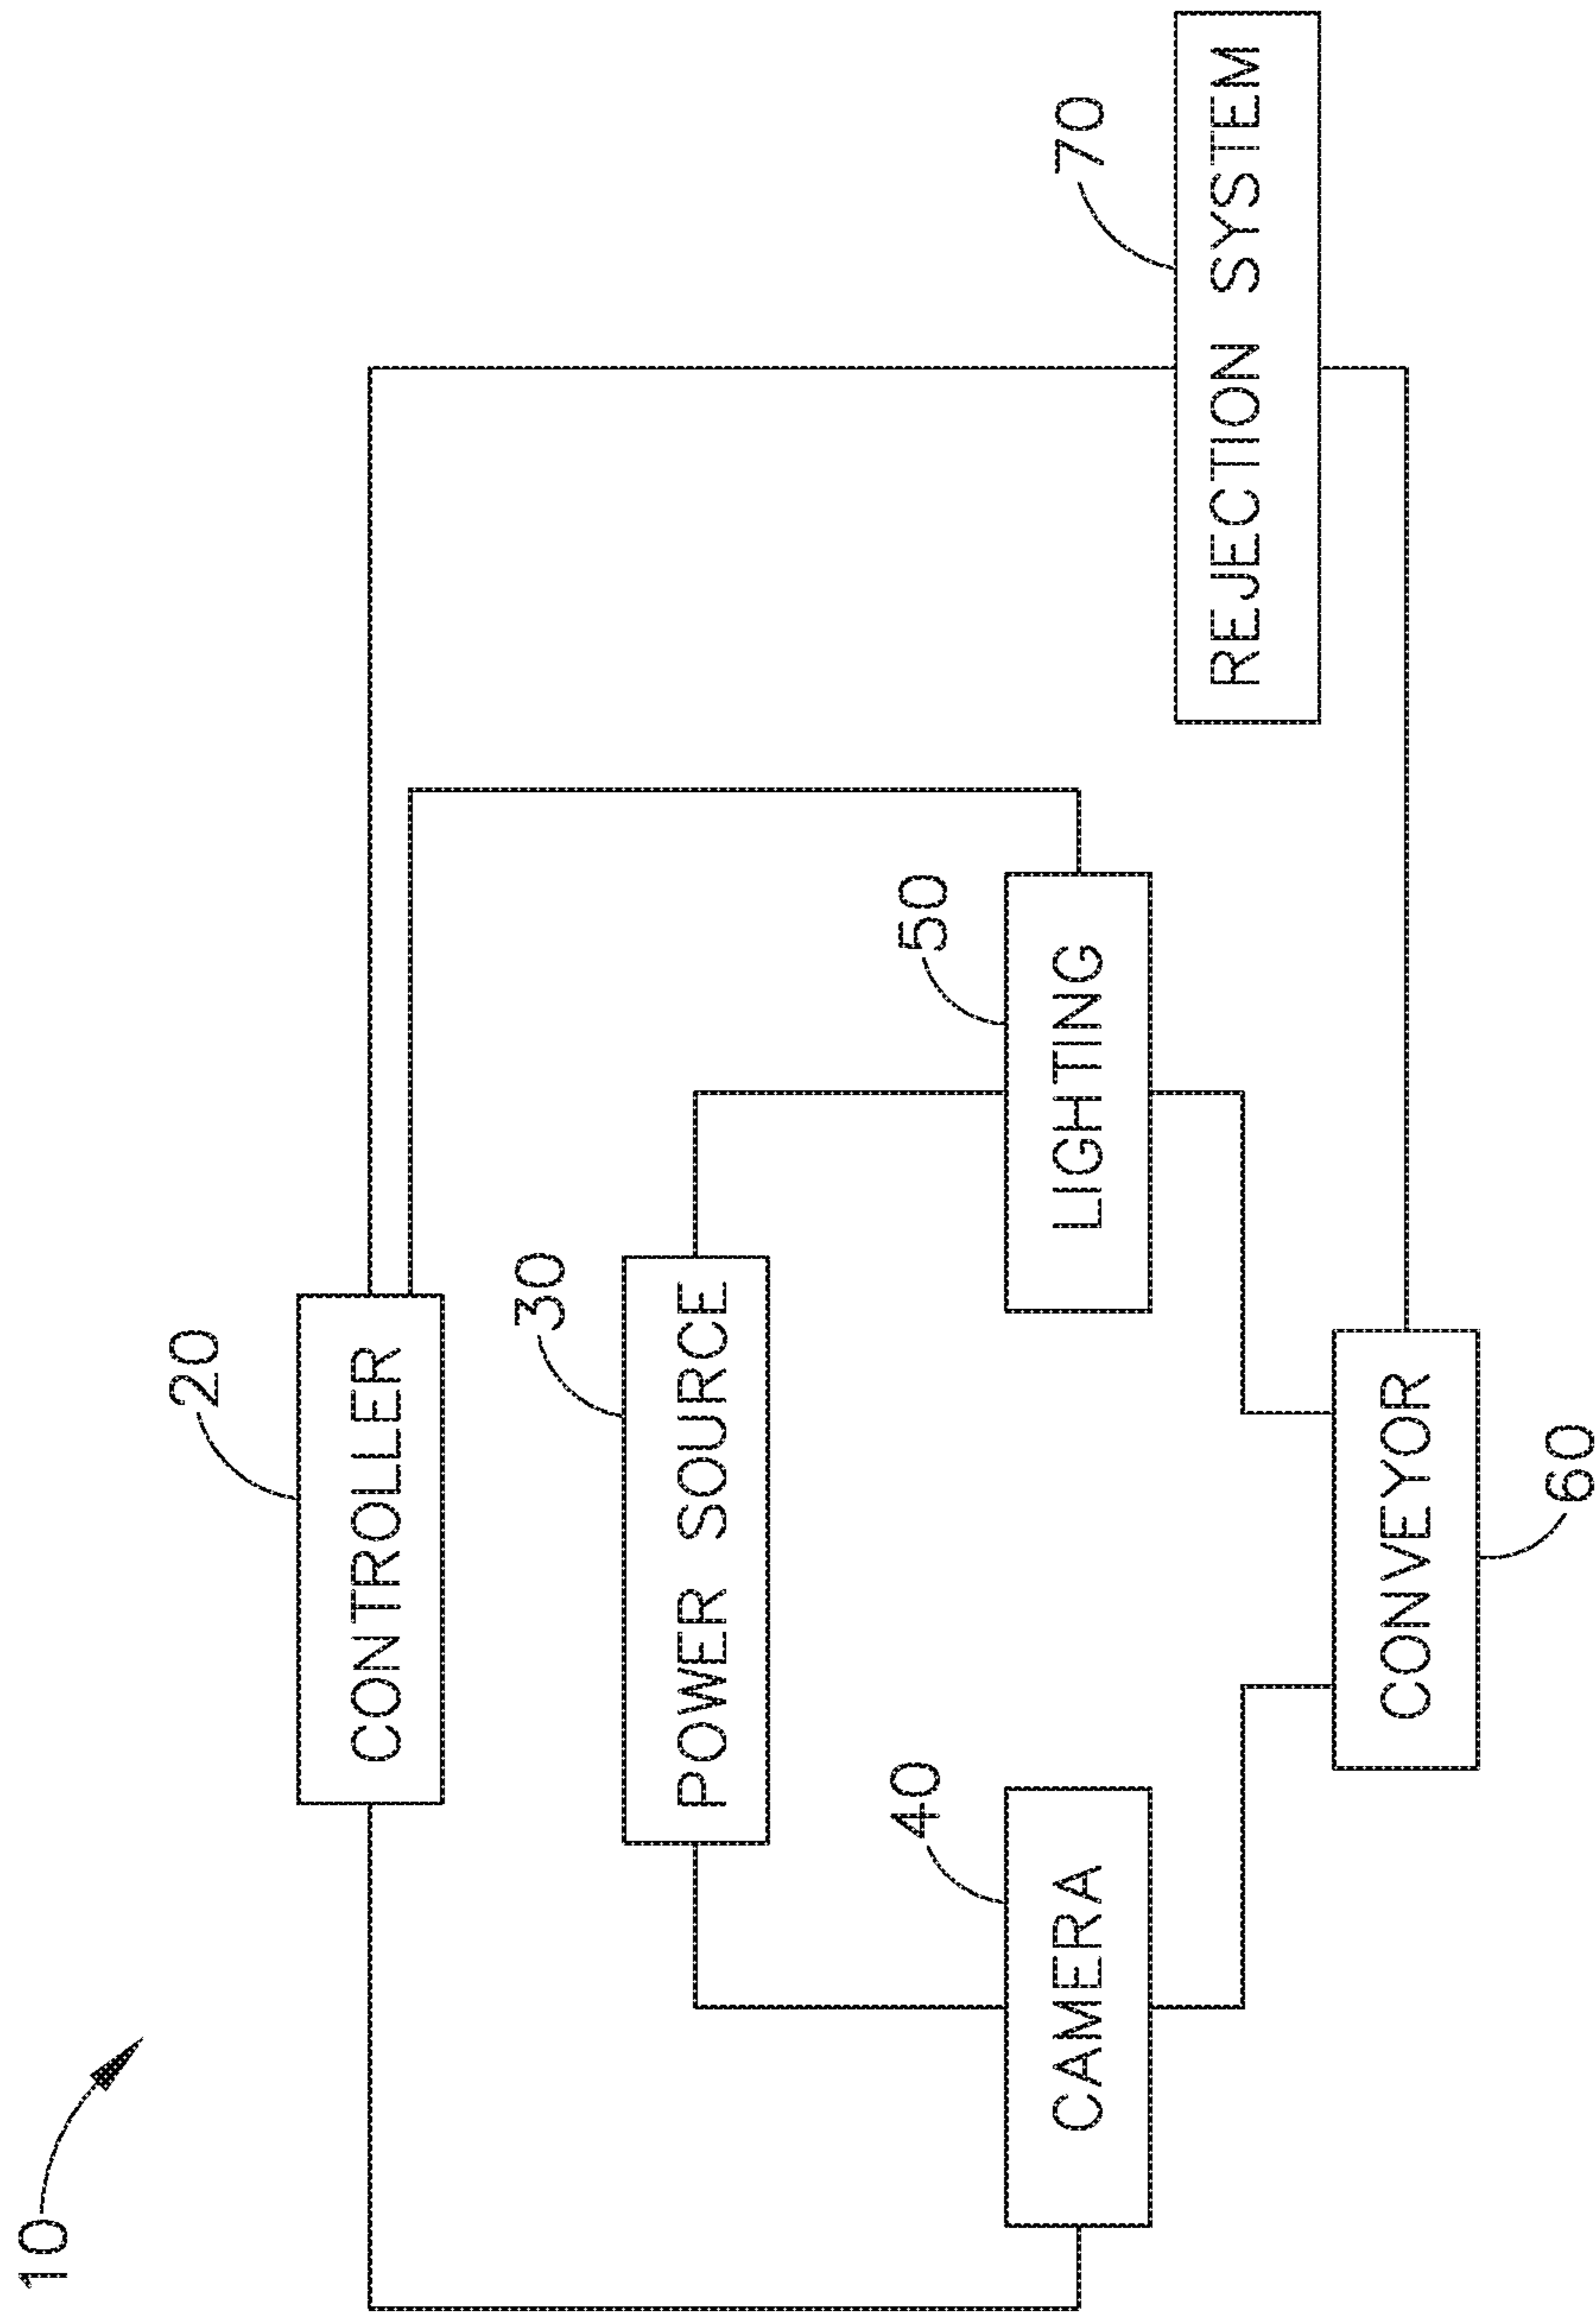 10
20
CONTROLLER
30
POWER SOURCE
40
CAMERA
50
LIGHTING
70
REJECTION SYSTEM
CONVEYOR
60